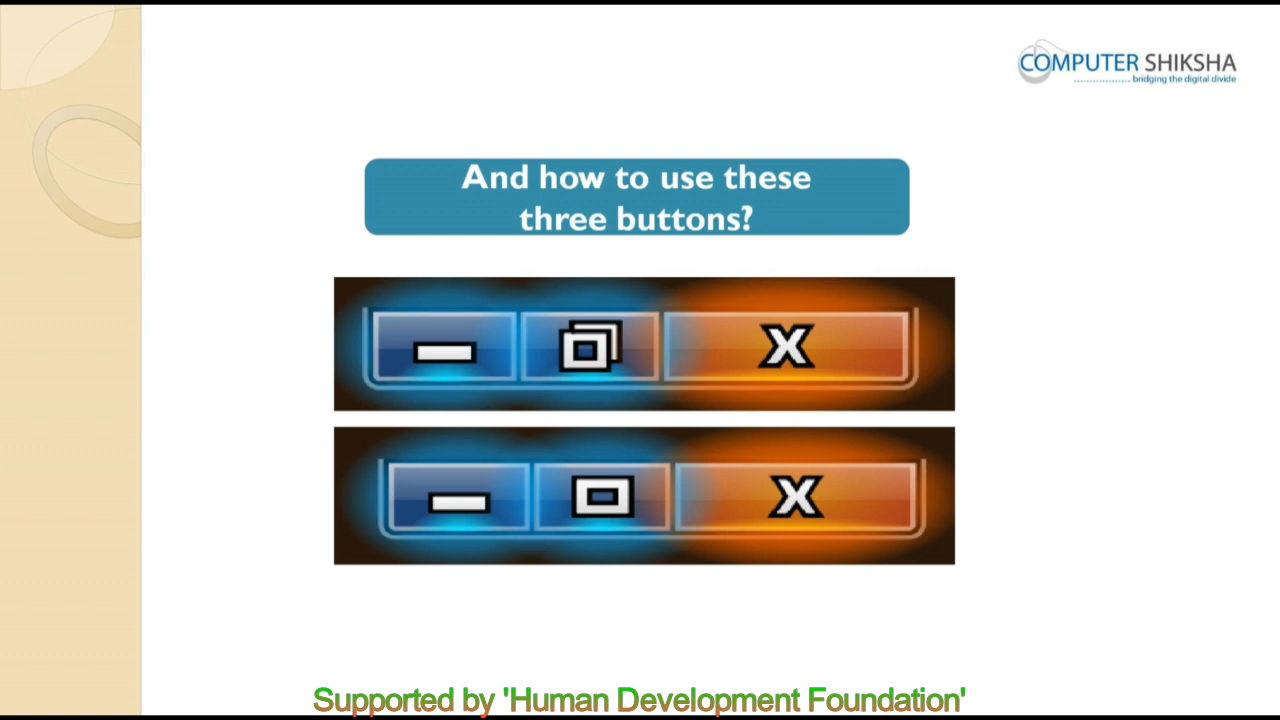 COMPUTER SHIKSHA
bridging the digital divide
And how to use these
three buttons?
Supported by 'Human Development Foundation'